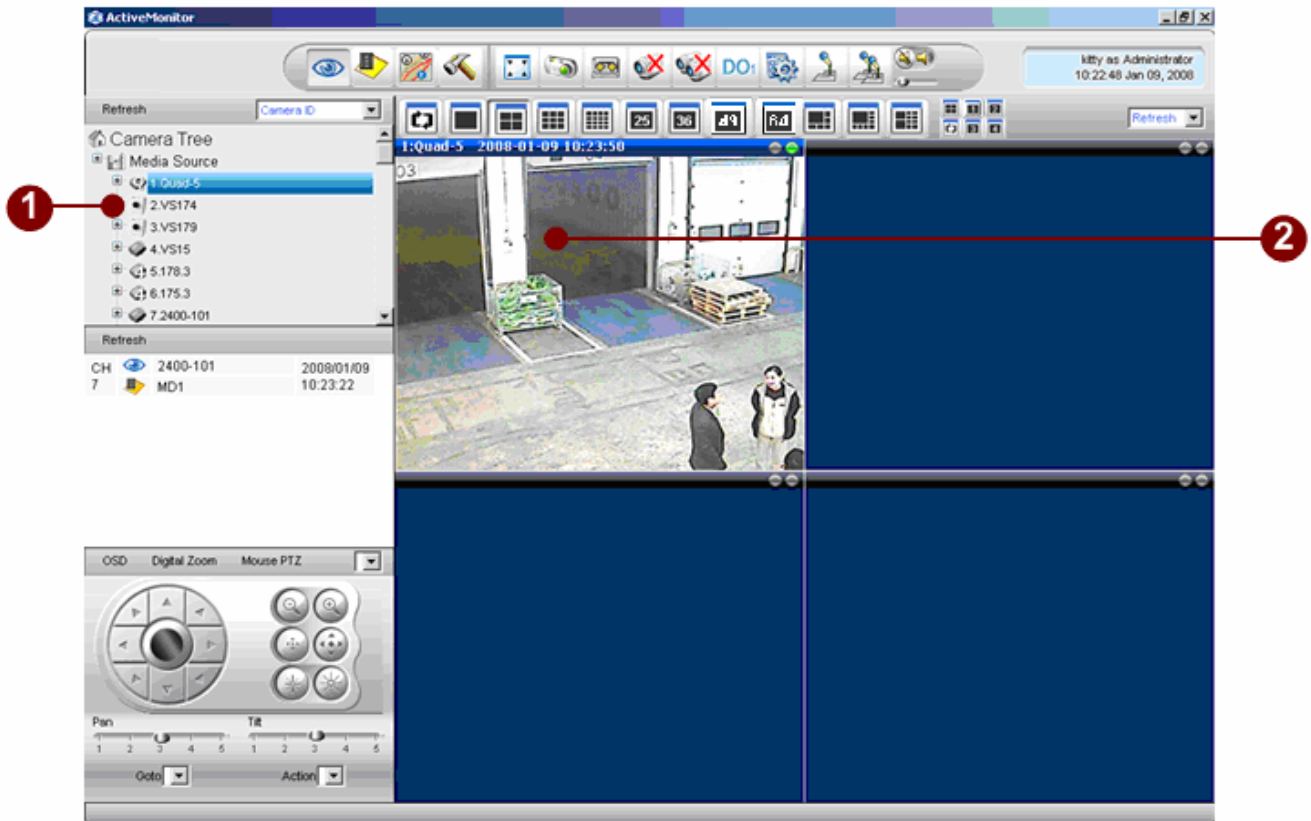 ActiveMonitor
kitty as Administrator
10:22:48 Jan 09, 2008
DO1
Refresh
Camera ID
25
36
Refresh
Camera Tree
Media Source
1.Quad-5
2.VS174
3.VS179
4.VS15
5.178.3
6.175.3
7.2400-101
1:Quad-5 2008-01-09 10:23:50
03
1
2
Refresh
CH 2400-101 2008/01/09
7 MD1 10:23:22
OSD Digital Zoom Mouse PTZ
Pan Tilt
1 2 3 4 5 1 2 3 4 5
Goto Action